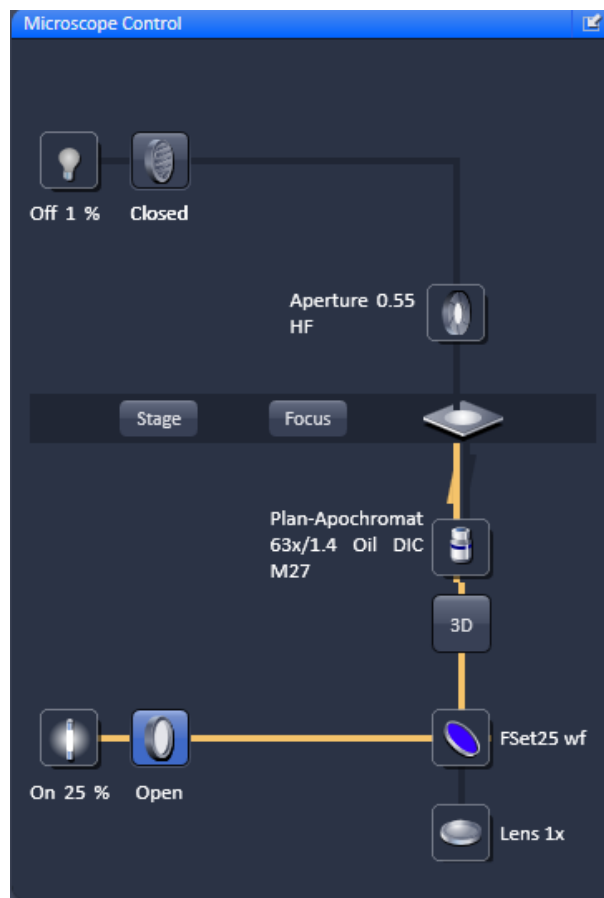 Microscope Control
Off 1 %
Closed
Aperture 0.55
HF
Stage
Focus
Plan-Apochromat
63x/1.4 Oil DIC
M27
3D
FSet25 wf
On 25 %
Open
Lens 1x